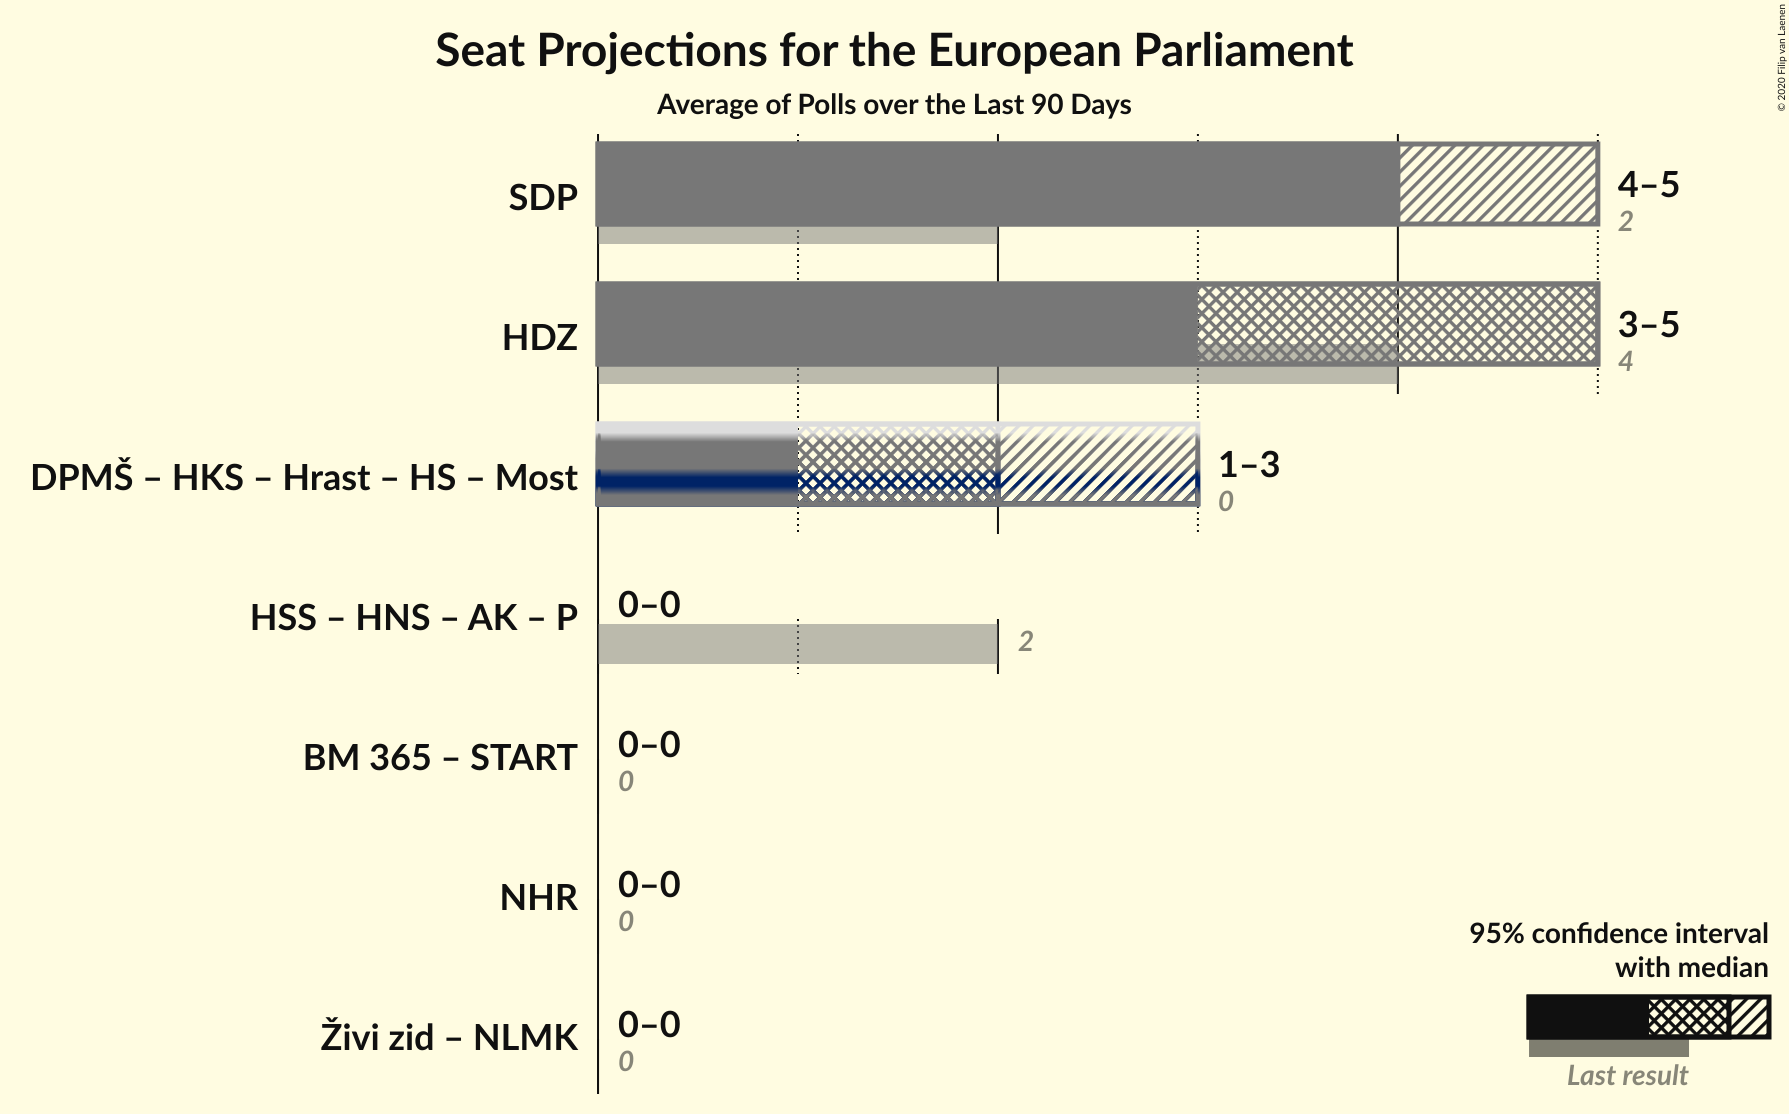 Seat Projections for the European Parliament
Average of Polls over the Last 90 Days
© 2020 Filip van Laenen
SDP
4–5
2
HDZ
3–5
4
DPMŠ – HKS – Hrast – HS – Most
1–3
0
HSS – HNS – AK – P
0–0
2
BM 365 – START
0–0
0
NHR
0–0
0
Živi zid – NLMK
0–0
0
95% confidence interval
with median
Last result